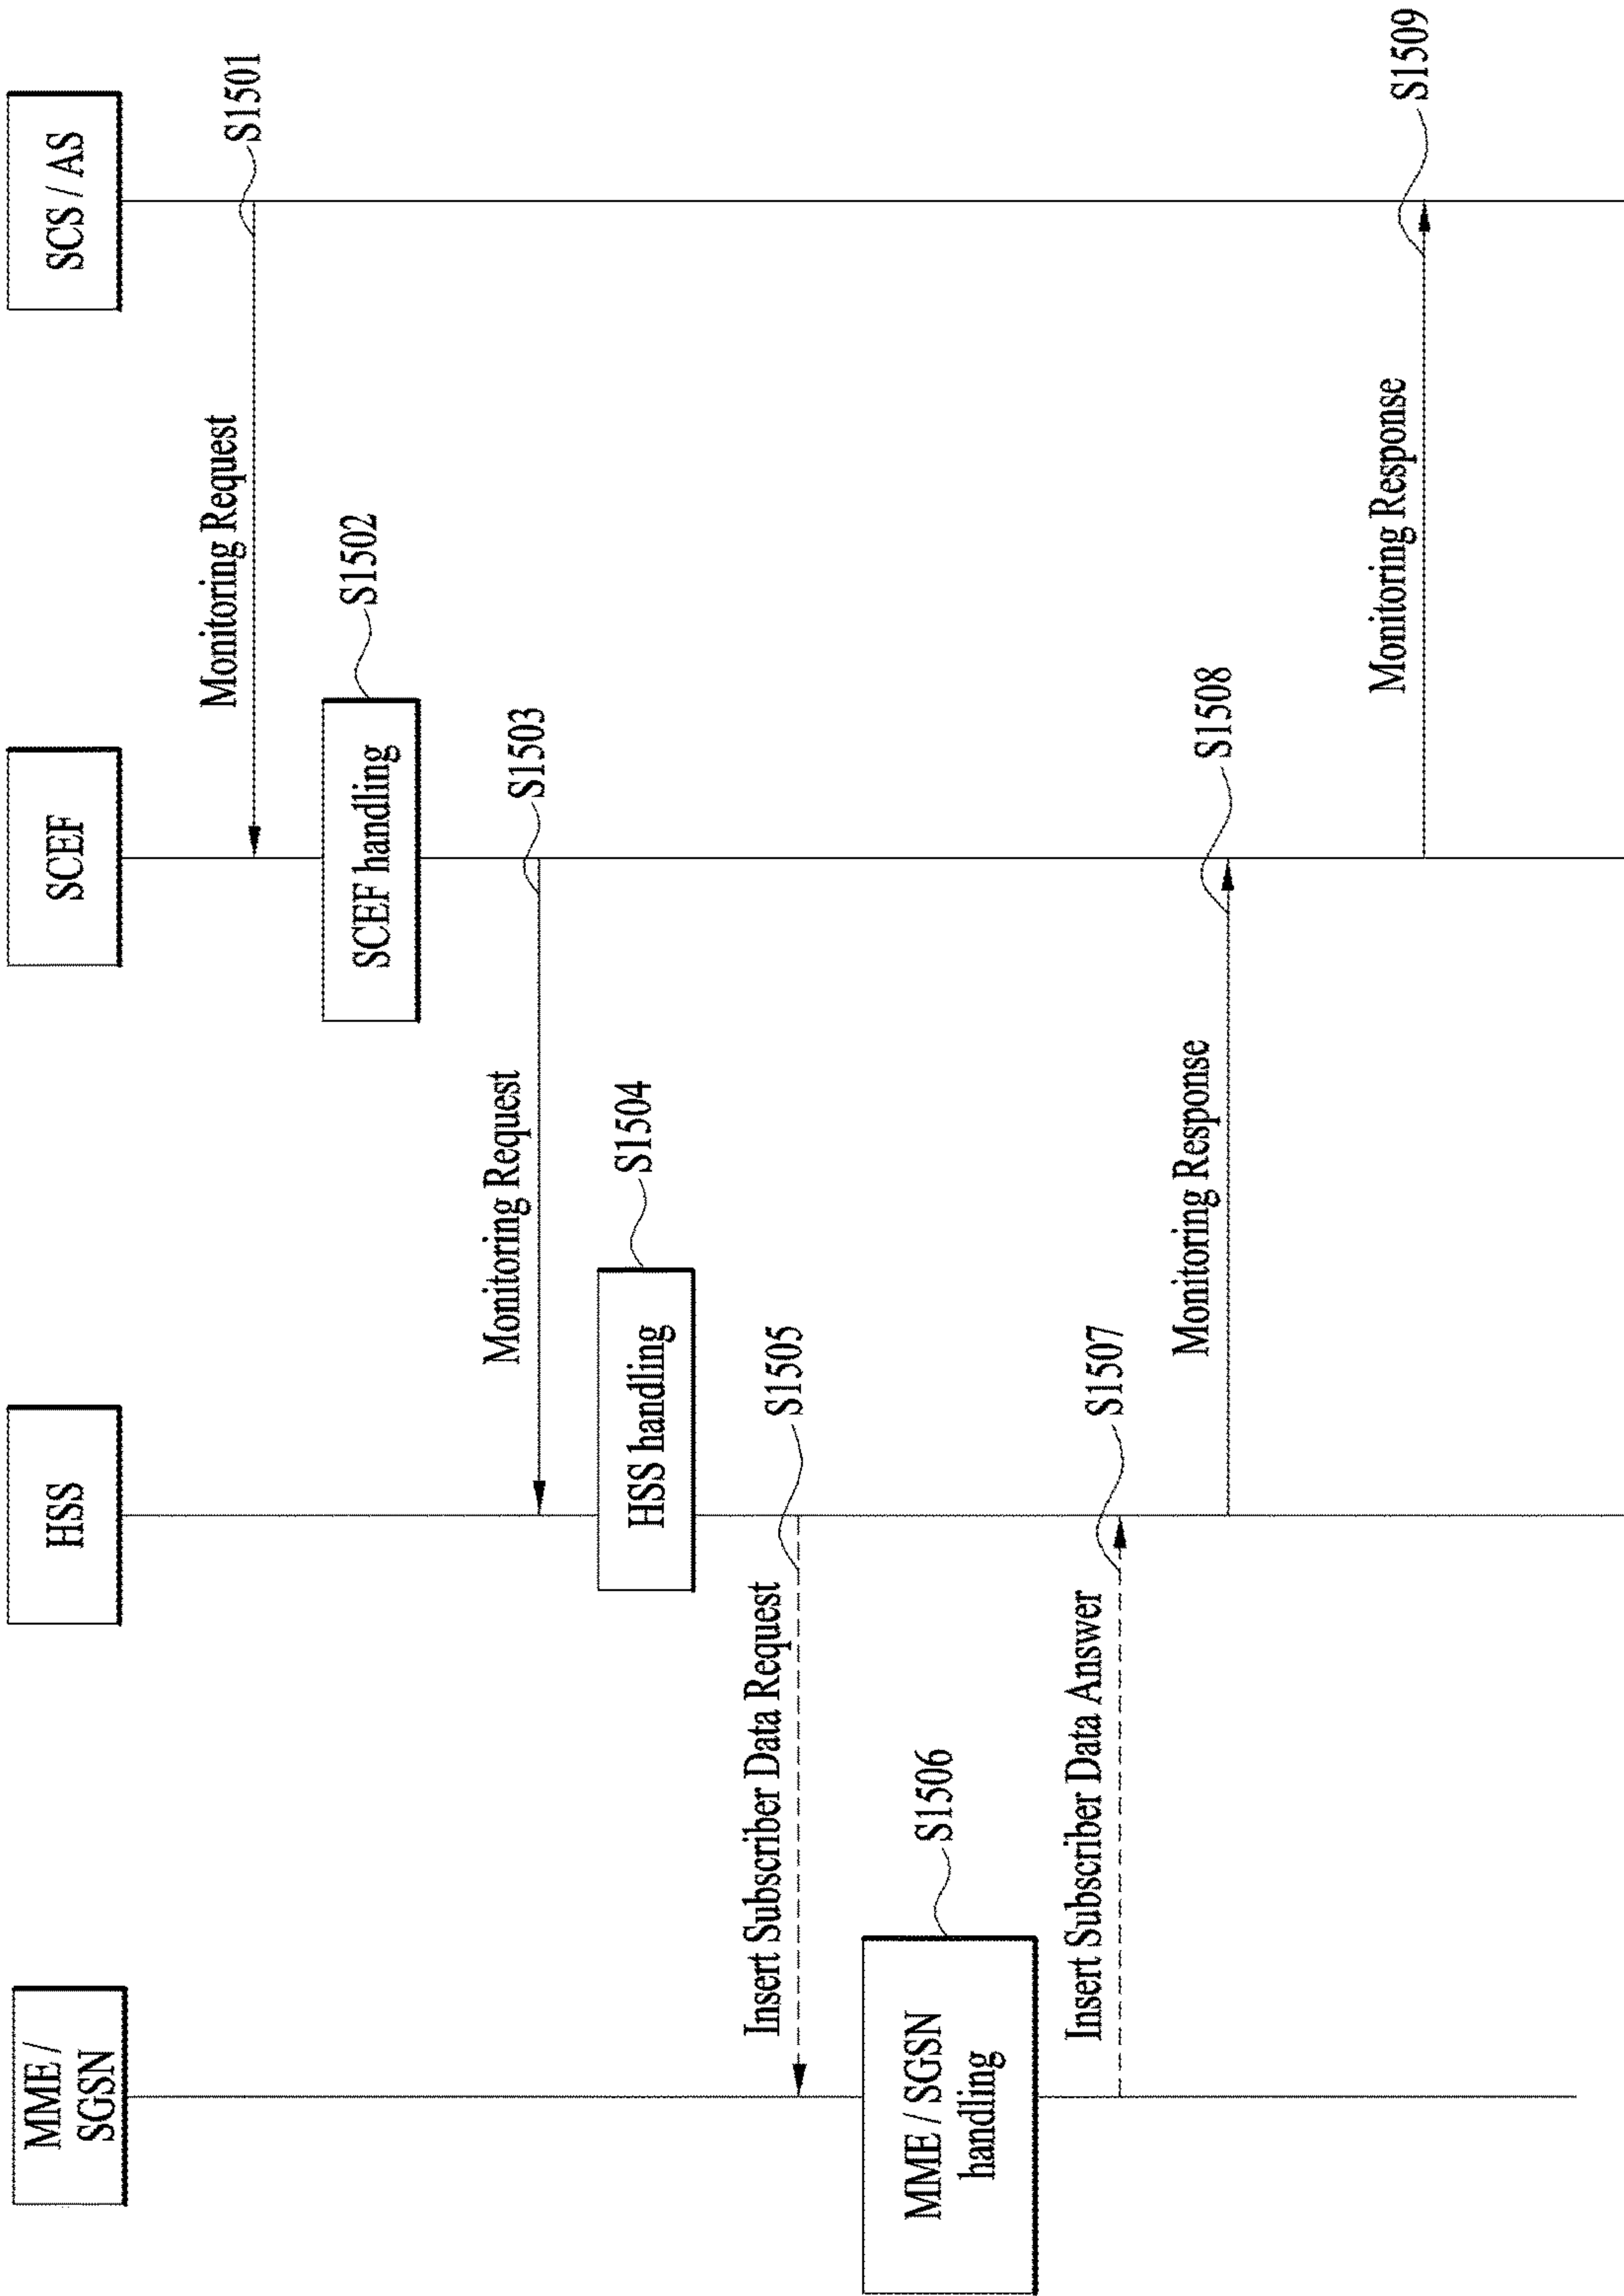 MME /
SGSN
HSS
SCEF
SCS / AS
S1501
Monitoring Request
S1502
SCEF handling
S1503
Monitoring Request
S1504
HSS handling
S1505
Insert Subscriber Data Request
S1506
MME / SGSN
handling
S1507
Insert Subscriber Data Answer
S1508
Monitoring Response
S1509
Monitoring Response